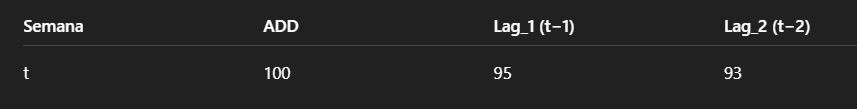 Semana ADD Lag_1 (t−1) Lag_2 (t−2)
t 100 95 93